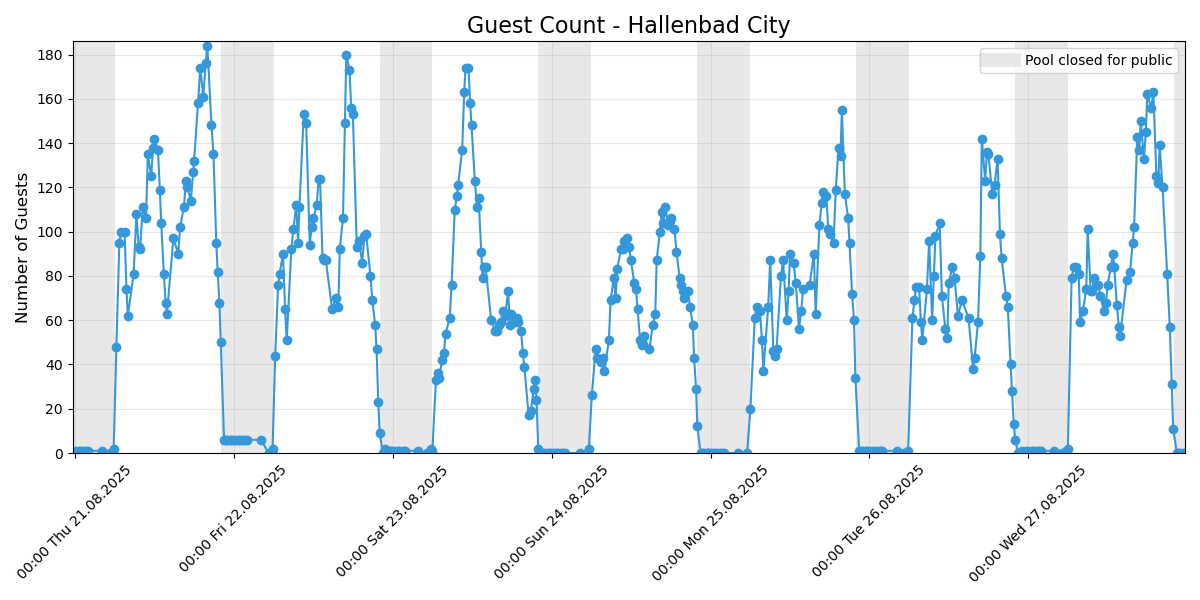 Guest Count - Hallenbad City
Pool closed for public
Number of Guests
180
160
140
120
100
80
60
40
20
0
00:00 Thu 21.08.2025
00:00 Fri 22.08.2025
00:00 Sat 23.08.2025
00:00 Sun 24.08.2025
00:00 Mon 25.08.2025
00:00 Tue 26.08.2025
00:00 Wed 27.08.2025